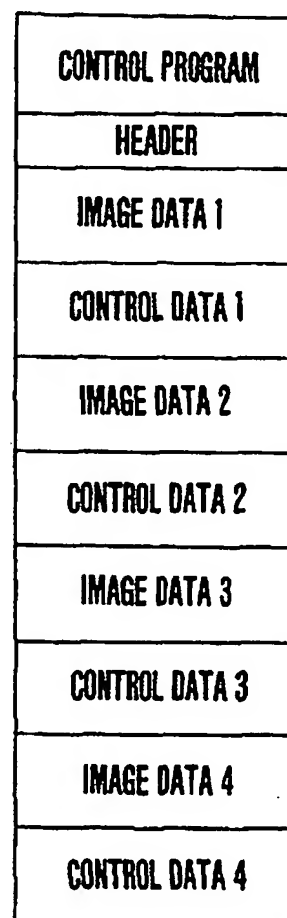 CONTROL PROGRAM
HEADER
IMAGE DATA 1
CONTROL DATA 1
IMAGE DATA 2
CONTROL DATA 2
IMAGE DATA 3
CONTROL DATA 3
IMAGE DATA 4
CONTROL DATA 4